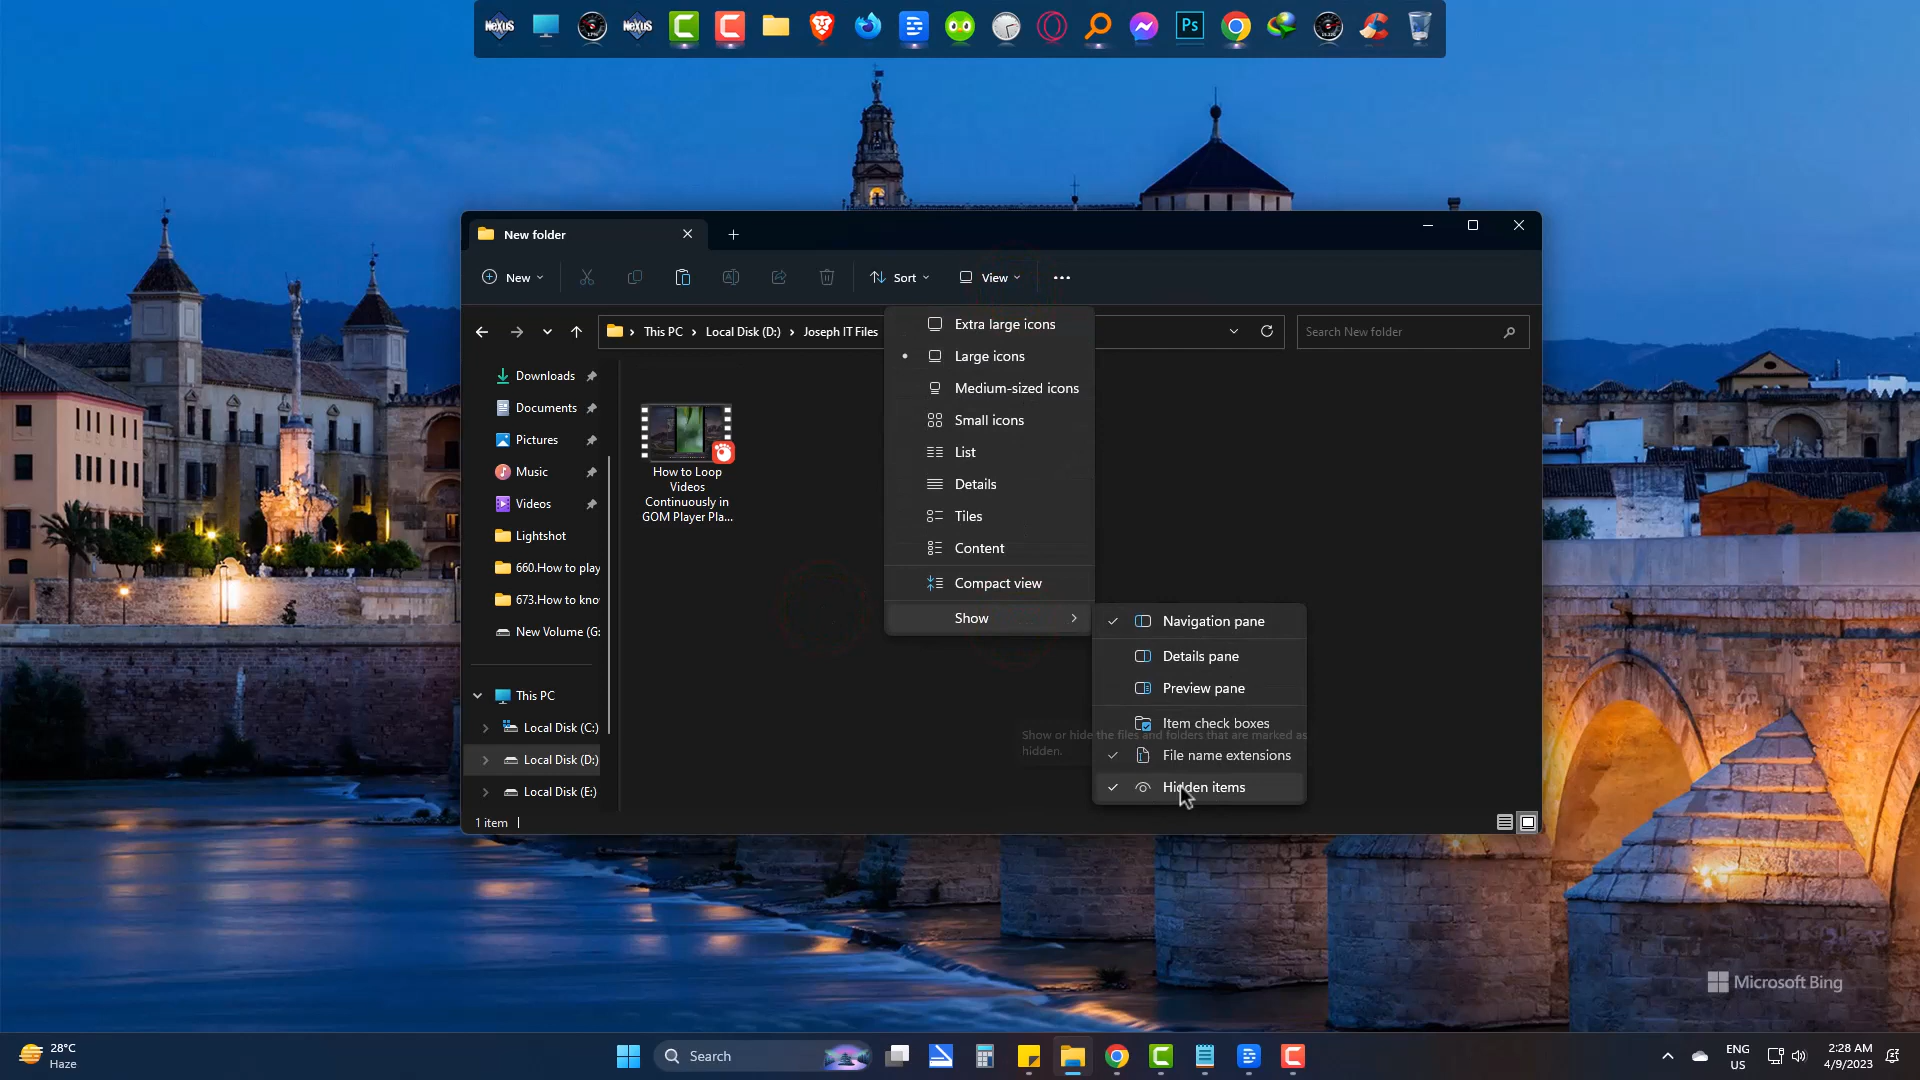 NEXUS
NEXUS
Ps
New folder
New
Sort
View
This PC
Local Disk (D:)
Joseph IT Files
Search New folder
Downloads
Documents
Pictures
Music
Videos
Lightshot
660.How to play
673.How to kno
New Volume (G:
This PC
Local Disk (C:)
Local Disk (D:)
Local Disk (E:)
How to Loop
Videos
Continuously in
GOM Player Pla...
Extra large icons
Large icons
Medium-sized icons
Small icons
List
Details
Tiles
Content
Compact view
Show
Navigation pane
Details pane
Preview pane
Item check boxes
Show or hide the files and folders that are marked as
hidden.
File name extensions
Hidden items
1 item
Microsoft Bing
28°C
Haze
Search
ENG
US
2:28 AM
4/9/2023